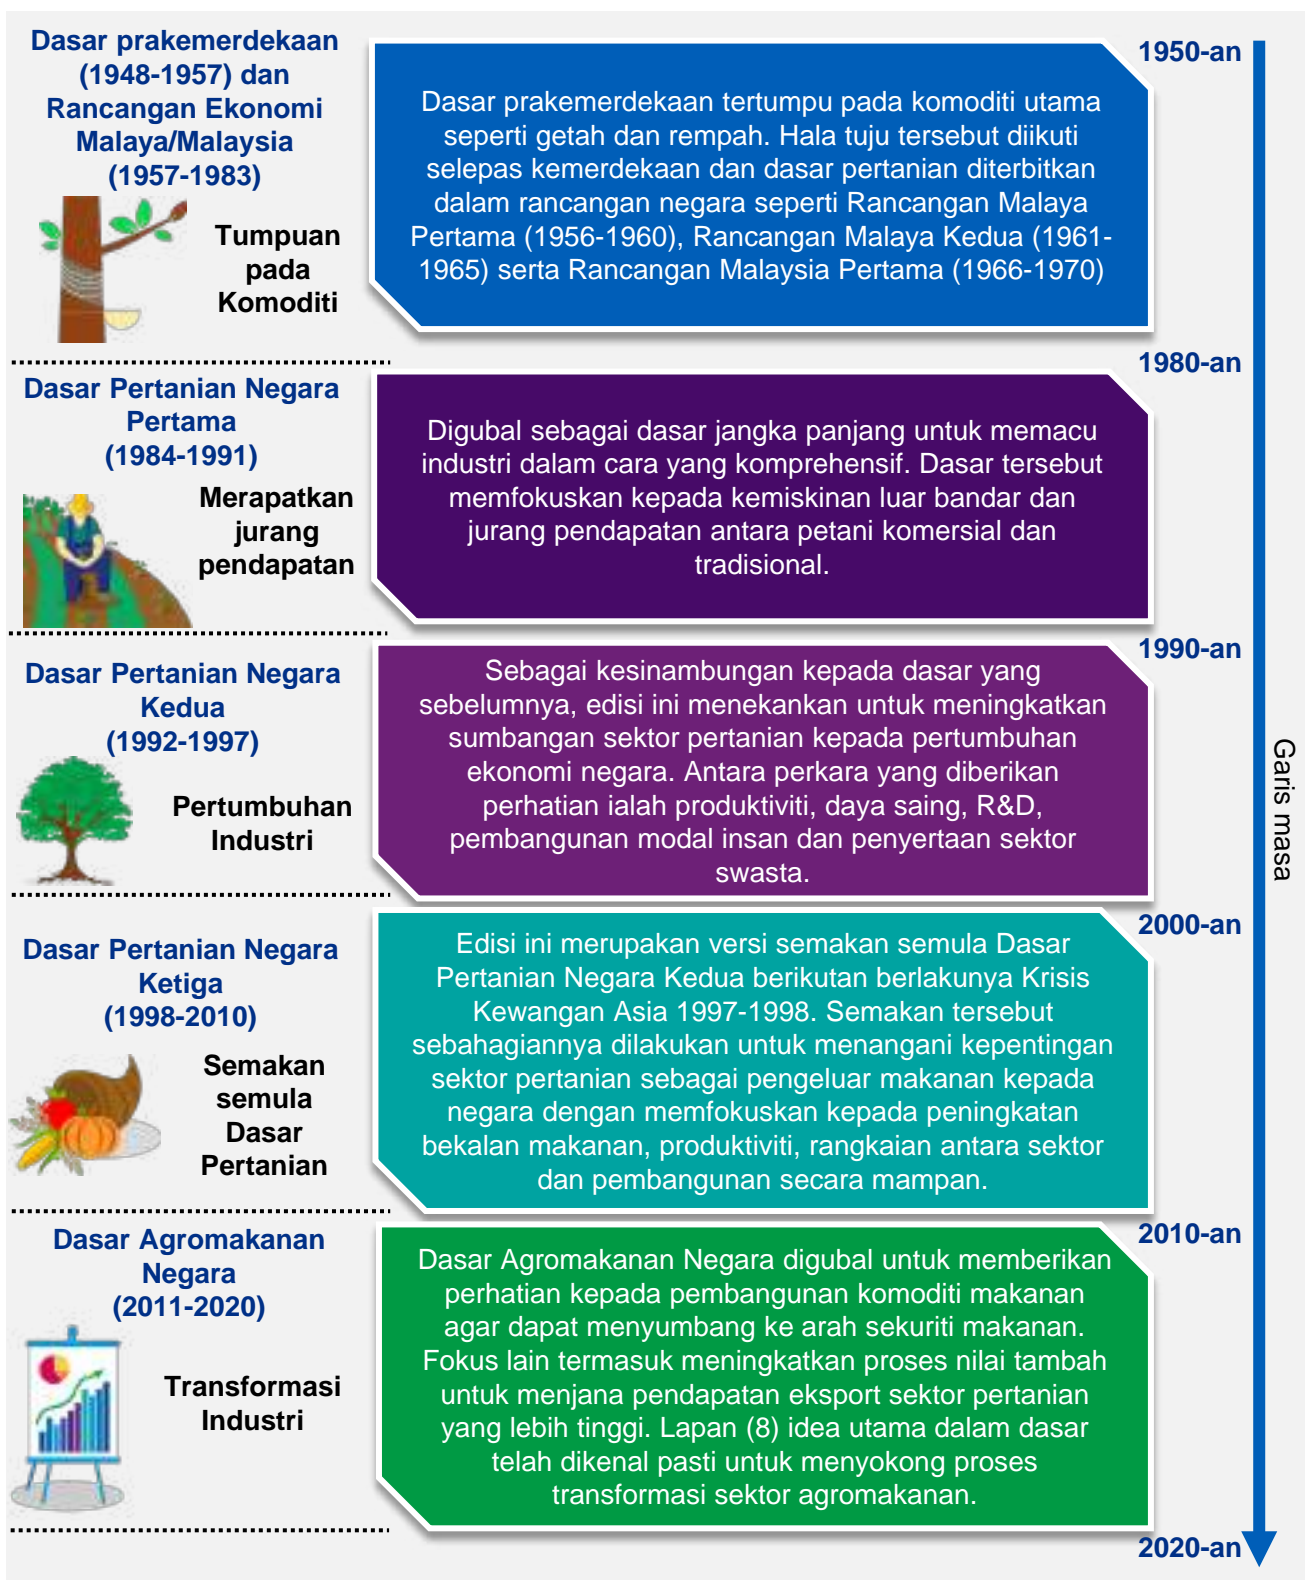 Dasar prakemerdekaan
(1948-1957) dan
Rancangan Ekonomi
Malaya/Malaysia
(1957-1983)
Tumpuan
pada
Komoditi
Dasar prakemerdekaan tertumpu pada komoditi utama
seperti getah dan rempah. Hala tuju tersebut diikuti
selepas kemerdekaan dan dasar pertanian diterbitkan
dalam rancangan negara seperti Rancangan Malaya
Pertama (1956-1960), Rancangan Malaya Kedua (1961-
1965) serta Rancangan Malaysia Pertama (1966-1970)
1950-an
1980-an
Dasar Pertanian Negara
Pertama
(1984-1991)
Merapatkan
jurang
pendapatan
Digubal sebagai dasar jangka panjang untuk memacu
industri dalam cara yang komprehensif. Dasar tersebut
memfokuskan kepada kemiskinan luar bandar dan
jurang pendapatan antara petani komersial dan
tradisional.
1990-an
Dasar Pertanian Negara
Kedua
(1992-1997)
Pertumbuhan
Industri
Sebagai kesinambungan kepada dasar yang
sebelumnya, edisi ini menekankan untuk meningkatkan
sumbangan sektor pertanian kepada pertumbuhan
ekonomi negara. Antara perkara yang diberikan
perhatian ialah produktiviti, daya saing, R&D,
pembangunan modal insan dan penyertaan sektor
swasta.
Garis masa
2000-an
Dasar Pertanian Negara
Ketiga
(1998-2010)
Semakan
semula
Dasar
Pertanian
Edisi ini merupakan versi semakan semula Dasar
Pertanian Negara Kedua berikutan berlakunya Krisis
Kewangan Asia 1997-1998. Semakan tersebut
sebahagiannya dilakukan untuk menangani kepentingan
sektor pertanian sebagai pengeluar makanan kepada
negara dengan memfokuskan kepada peningkatan
bekalan makanan, produktiviti, rangkaian antara sektor
dan pembangunan secara mampan.
2010-an
Dasar Agromakanan
Negara
(2011-2020)
Transformasi
Industri
Dasar Agromakanan Negara digubal untuk memberikan
perhatian kepada pembangunan komoditi makanan
agar dapat menyumbang ke arah sekuriti makanan.
Fokus lain termasuk meningkatkan proses nilai tambah
untuk menjana pendapatan eksport sektor pertanian
yang lebih tinggi. Lapan (8) idea utama dalam dasar
telah dikenal pasti untuk menyokong proses
transformasi sektor agromakanan.
2020-an